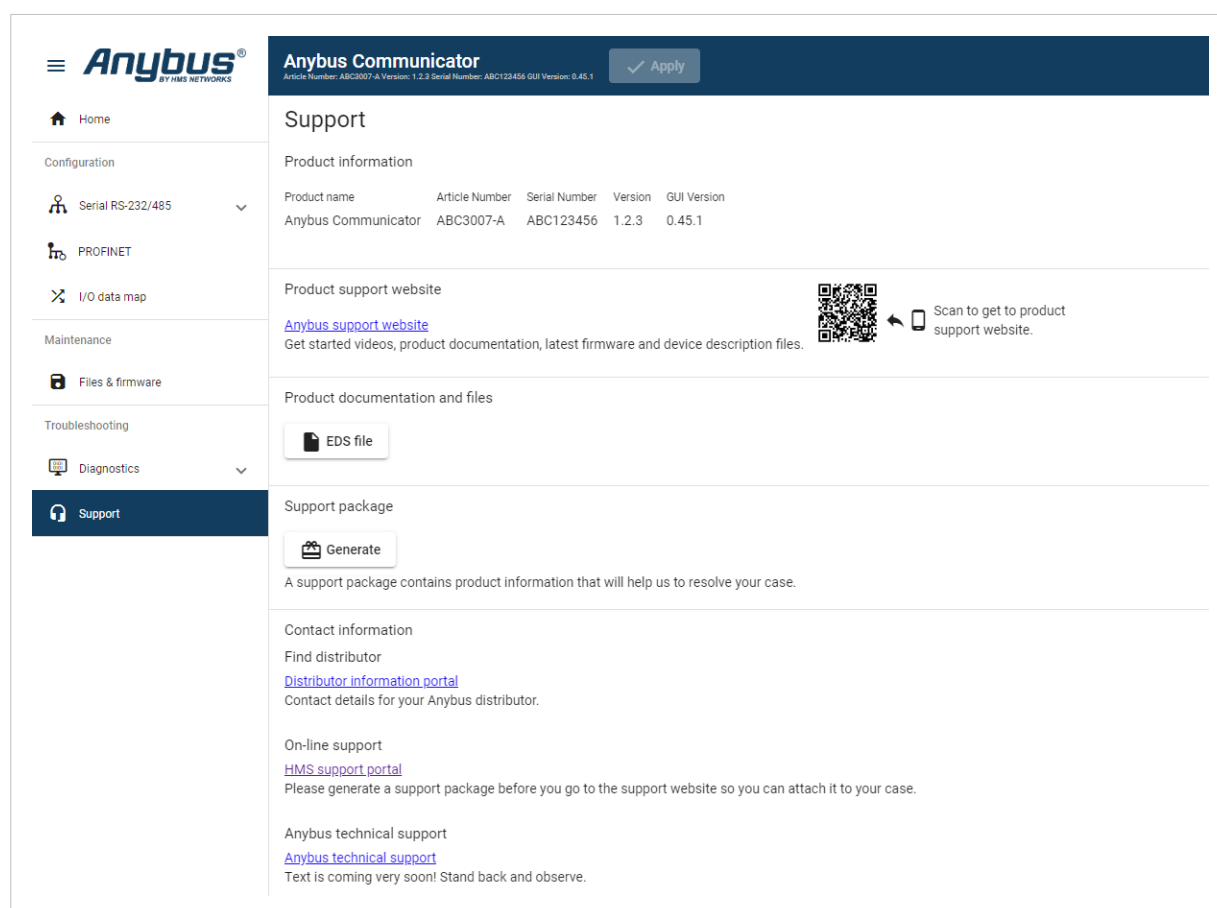 Anybus®
BY HMS NETWORKS
Anybus Communicator
Article Number: ABC3007-A Version: 1.2.3 Serial Number: ABC123456 GUI Version: 0.45.1
Apply
Home
Configuration
Serial RS-232/485
PROFINET
I/O data map
Maintenance
Files & firmware
Troubleshooting
Diagnostics
Support
Support
Product information
Product name Article Number Serial Number Version GUI Version
Anybus Communicator ABC3007-A ABC123456 1.2.3 0.45.1
Product support website
Anybus support website
Get started videos, product documentation, latest firmware and device description files.
Scan to get to product
support website.
Product documentation and files
EDS file
Support package
Generate
A support package contains product information that will help us to resolve your case.
Contact information
Find distributor
Distributor information portal
Contact details for your Anybus distributor.
On-line support
HMS support portal
Please generate a support package before you go to the support website so you can attach it to your case.
Anybus technical support
Anybus technical support
Text is coming very soon! Stand back and observe.